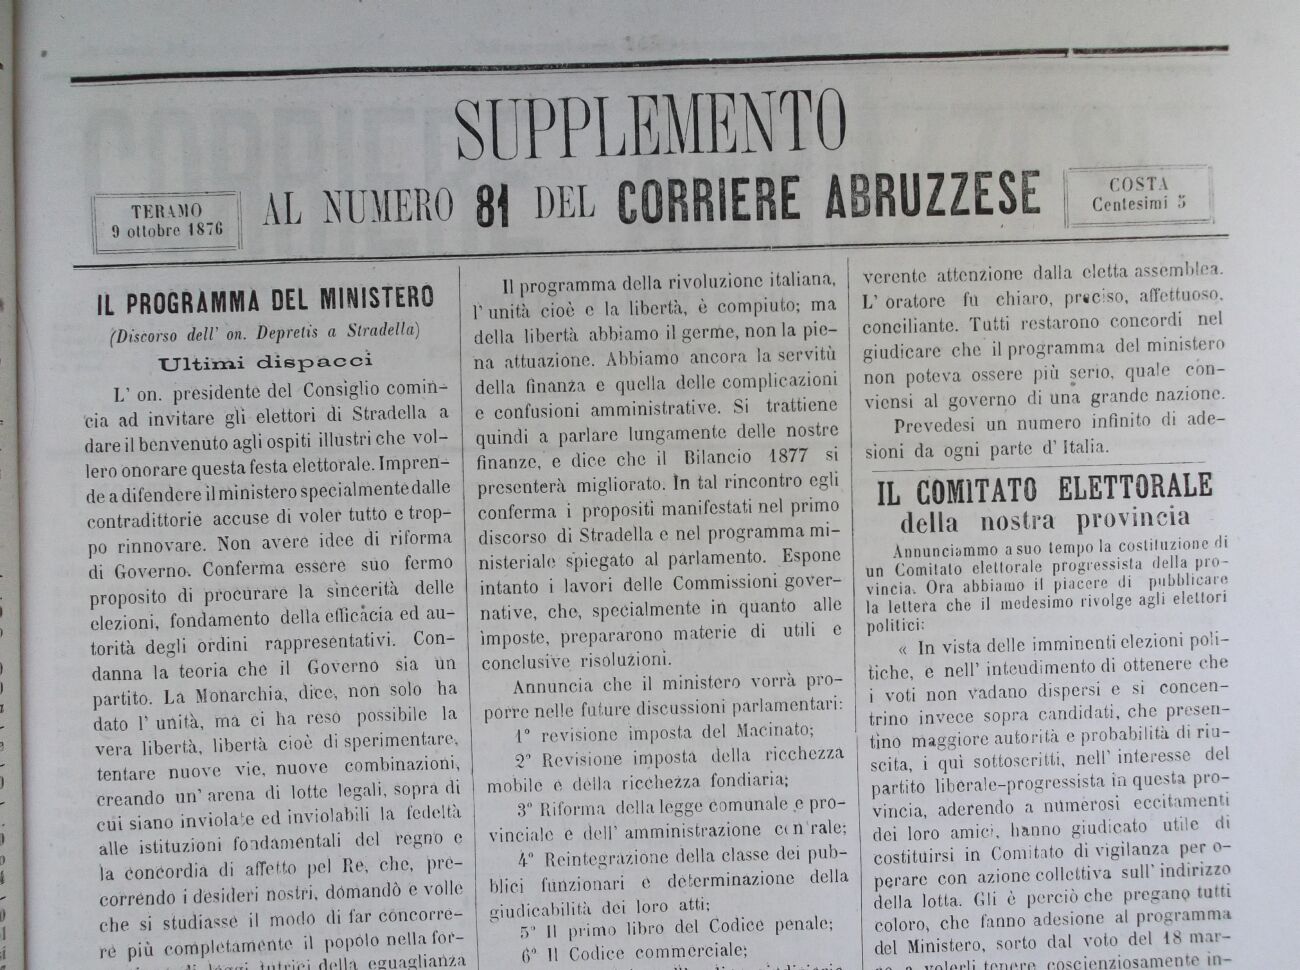 SUPPLEMENTO
TERAMO
9 ottobre 1876
AL NUMERO 81 DEL CORRIERE ABRUZZESE
COSTA
Centesimi 5
IL PROGRAMMA DEL MINISTERO
(Discorso dell' on. Depretis a Stradella)
Ultimi dispacci
L' on. presidente del Consiglio comin-
cia ad invitare gli elettori di Stradella a
dare il benvenuto agli ospiti illustri che vol-
lero onorare questa festa elettorale. Impren-
de a difendere il ministero specialmente dalle
contradittorie accuse di voler tutto e trop-
po rinnovare. Non avere idee di riforma
di Governo. Conferma essere suo fermo
proposito di procurare la sincerità delle
elezioni, fondamento della efficacia ed au-
torità degli ordini rappresentativi. Con-
danna la teoria che il Governo sia un
partito. La Monarchia, dice, non solo ha
dato l' unità, ma ci ha reso possibile la
vera libertà, libertà cioè di sperimentare,
tentare nuove vie, nuove combinazioni,
creando un' arena di lotte legali, sopra di
cui siano inviolate ed inviolabili la fedeltà
alle istituzioni fondamentali del regno e
la concordia di affetto pel Re, che, pre-
correndo i desideri nostri, domandò e volle
che si studiasse il modo di far concorre-
re più completamente il popolo nella for-
di leggi tutrici della eguaglianza
Il programma della rivoluzione italiana,
l' unità cioè e la libertà, è compiuto; ma
della libertà abbiamo il germe, non la pie-
na attuazione. Abbiamo ancora la servitù
della finanza e quella delle complicazioni
e confusioni amministrative. Si trattiene
quindi a parlare lungamente delle nostre
finanze, e dice che il Bilancio 1877 si
presenterà migliorato. In tal rincontro egli
conferma i propositi manifestati nel primo
discorso di Stradella e nel programma mi-
nisteriale spiegato al parlamento. Espone
intanto i lavori delle Commissioni gover-
native, che, specialmente in quanto alle
imposte, prepararono materie di utili e
conclusive risoluzioni.
Annuncia che il ministero vorrà pro-
porre nelle future discussioni parlamentari:
1° revisione imposta del Macinato;
2° Revisione imposta della ricchezza
mobile e della ricchezza fondiaria;
3° Riforma della legge comunale e pro-
vinciale e dell' amministrazione cen rale;
4° Reintegrazione della classe dei pub-
blici funzionari e determinazione della
giudicabilità dei loro atti;
5° Il primo libro del Codice penale;
6° Il Codice commerciale;
verente attenzione dalla eletta assemblea.
L' oratore fu chiaro, preciso, affettuoso,
conciliante. Tutti restarono concordi nel
giudicare che il programma del ministero
non poteva ossere più serio, quale con-
viensi al governo di una grande nazione.
Prevedesi un numero infinito di ade-
sioni da ogni parte d' Italia.
IL COMITATO ELETTORALE
della nostra provincia
Annunciammo a suo tempo la costituzione di
un Comitato elettorale progressista della pro-
vincia. Ora abbiamo il piacere di pubblicare
la lettera che il medesimo rivolge agli elettori
politici:
« In vista delle imminenti elezioni poli-
tiche, e nell' intendimento di ottenere che
i voti non vadano dispersi e si concen-
trino invece sopra candidati, che presen-
tino maggiore autorità e probabilità di riu-
scita, i quì sottoscritti, nell' interesse del
partito liberale-progressista in questa pro-
vincia, aderendo a numerosi eccitamenti
dei loro amici, hanno giudicato utile di
costituirsi in Comitato di vigilanza per o-
perare con azione collettiva sull' indirizzo
della lotta. Gli è perciò che pregano tutti
coloro, che fanno adesione al programma
del Ministero, sorto dal voto del 18 mar-
a volerli tenere coscienziosamente in-